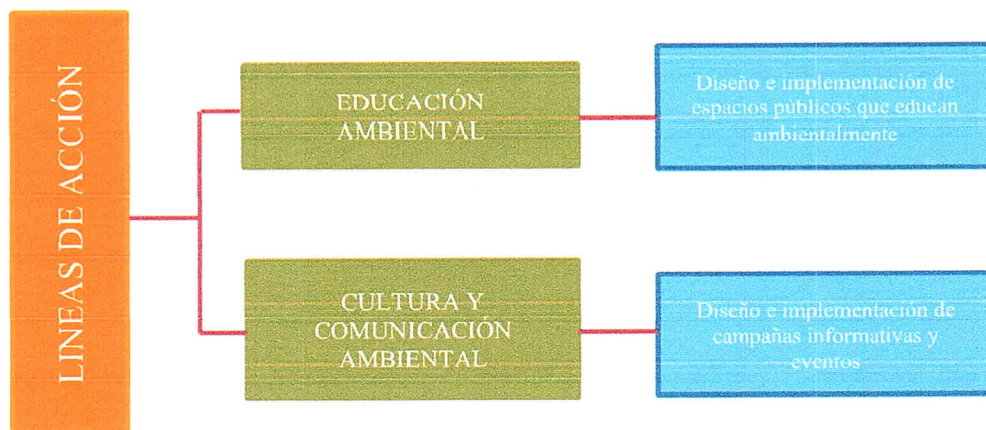 LINEAS DE ACCIÓN
EDUCACIÓN
AMBIENTAL
Diseño e implementación de
espacios públicos que educan
ambientalmente
CULTURA Y
COMUNICACIÓN
AMBIENTAL
Diseño e implementación de
campañas informativas y
eventos